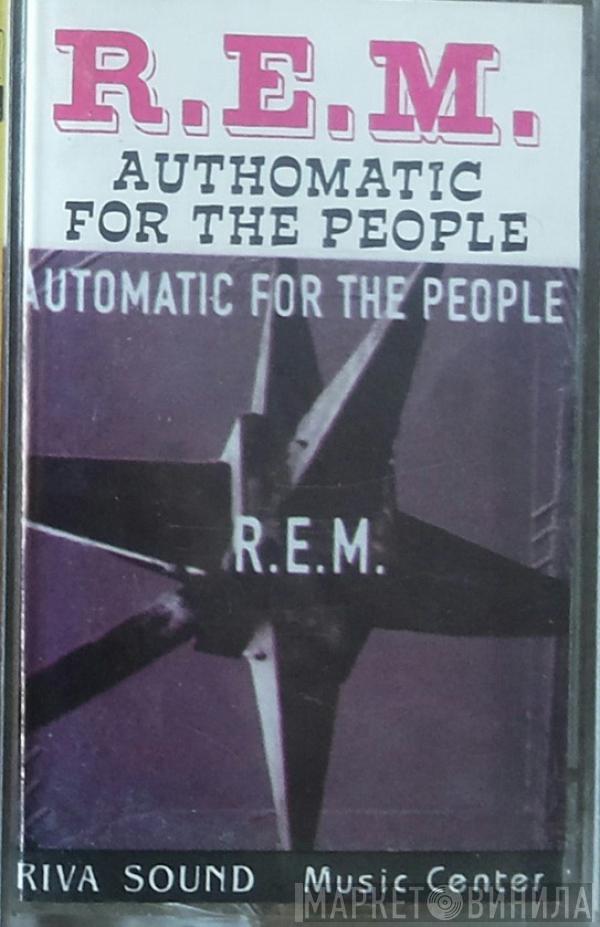 R.E.M.
AUTHOMATIC
FOR THE PEOPLE
AUTOMATIC FOR THE PEOPLE
R.E.M.
RIVA SOUND Music Center
МАРКЕТ ВИНИЛА